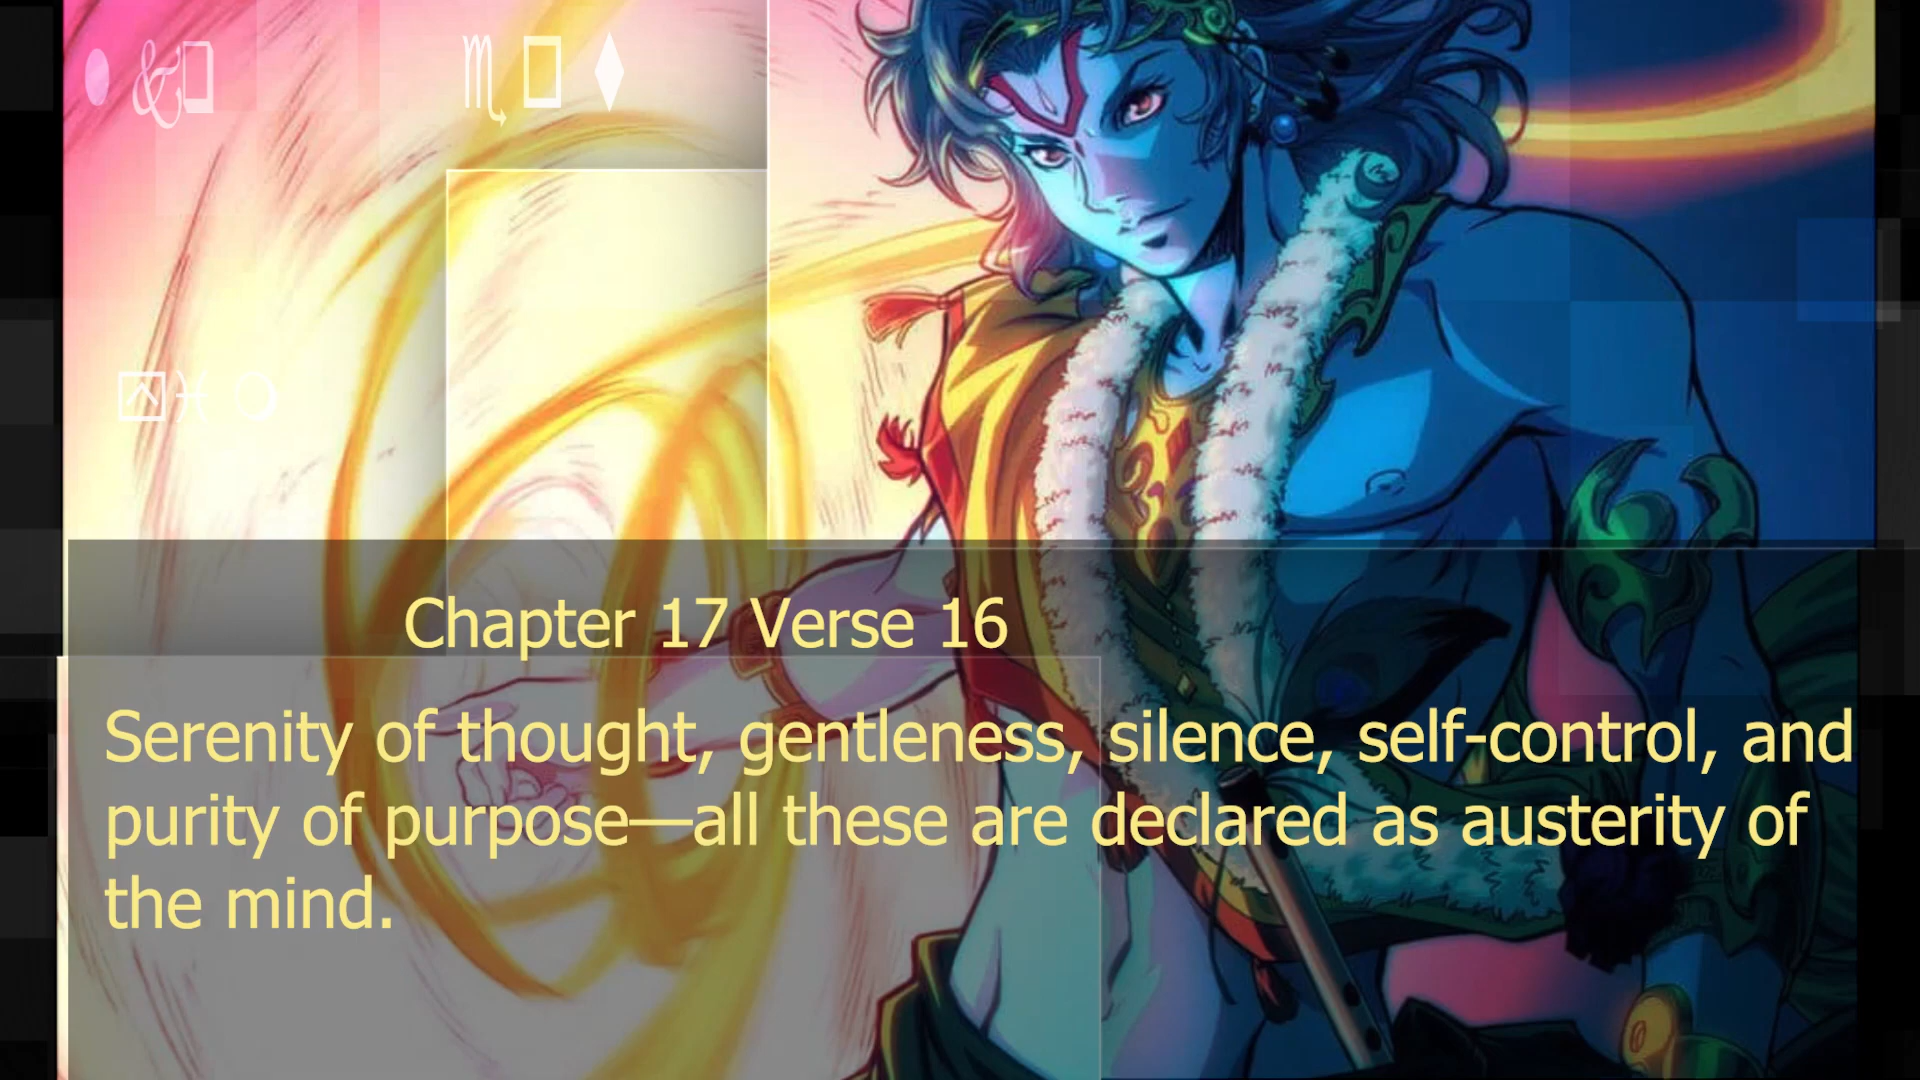 Chapter 17 Verse 16
Serenity of thought, gentleness, silence, self-control, and
purity of purpose—all these are declared as austerity of
the mind.